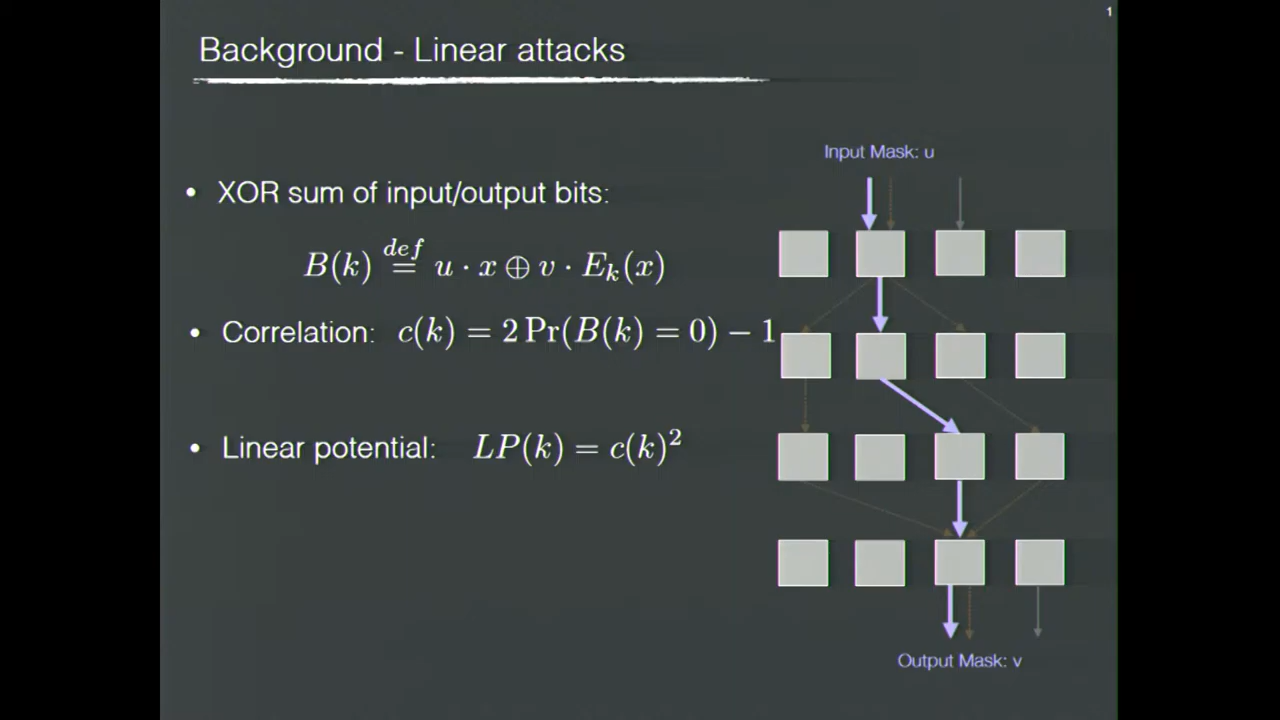 1
Background - Linear attacks
Input Mask: u
• XOR sum of input/output bits:
B(k) def= u · x ⊕ v · E_k(x)
• Correlation: c(k) = 2 Pr(B(k) = 0) − 1
• Linear potential: LP(k) = c(k)²
Output Mask: v